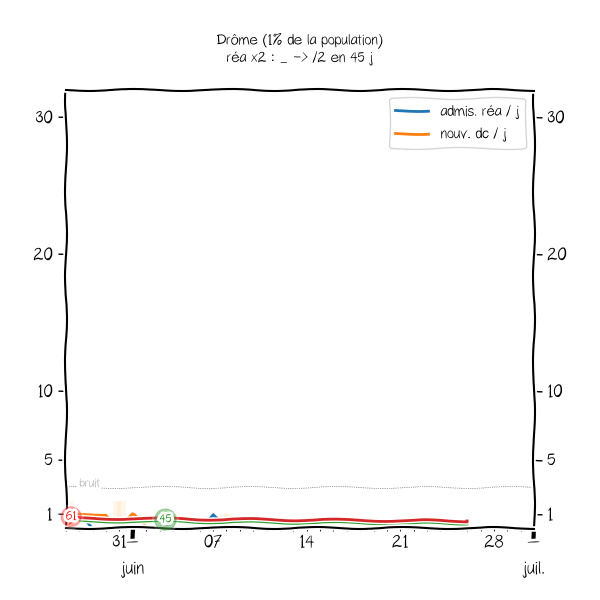 Drôme (1% de la population)
réa x2 : _ -> /2 en 45 j
admis. réa / j
nouv. dc / j
30
30
20
20
10
10
5
5
bruit
1
61
45
1
31
07
14
21
28
juin
juil.